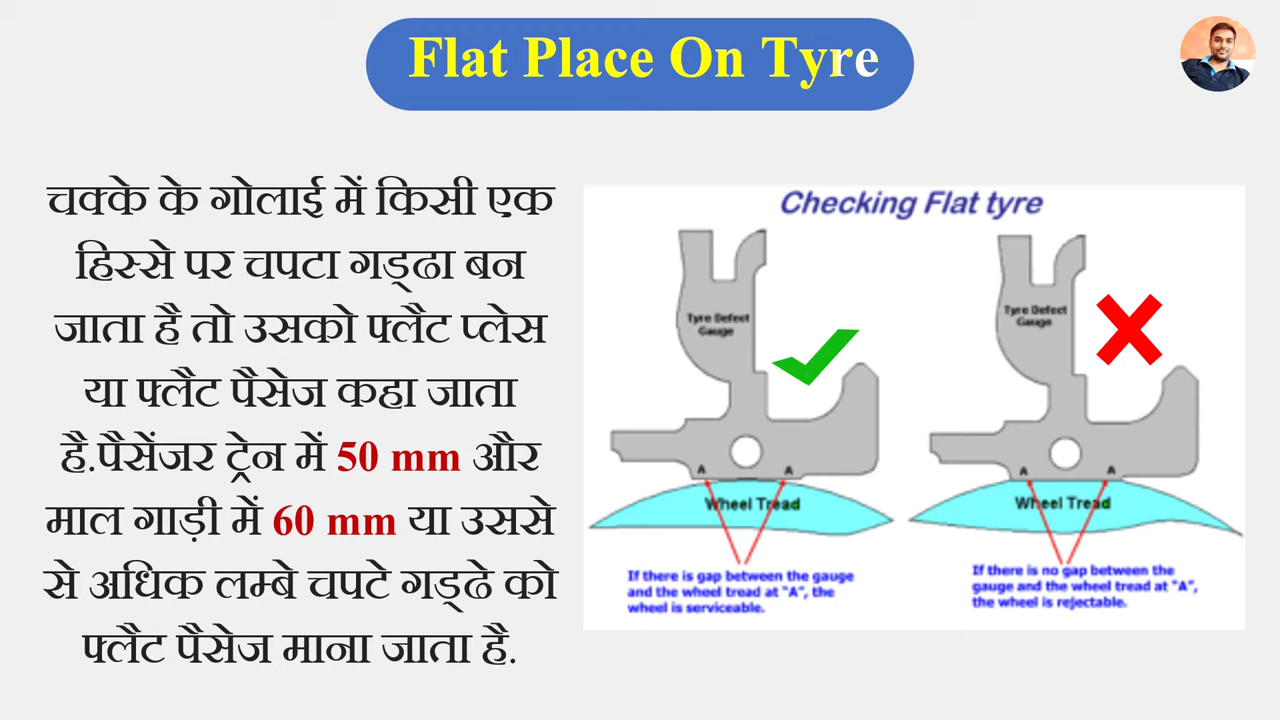 Flat Place On Tyre
चक्के के गोलाई में किसी एक
हिस्से पर चपटा गड्ढा बन
जाता है तो उसको फ्लैट प्लेस
या फ्लैट पैसेज कहा जाता
है.पैसेंजर ट्रेन में 50 mm और
माल गाड़ी में 60 mm या उससे
से अधिक लम्बे चपटे गड्ढे को
फ्लैट पैसेज माना जाता है.
Checking Flat tyre
Tyre Defect
Gauge
A A
Wheel Tread
If there is gap between the gauge
and the wheel tread at "A", the
wheel is serviceable.
Tyre Defect
Gauge
A A
Wheel Tread
If there is no gap between the
gauge and the wheel tread at "A",
the wheel is rejectable.